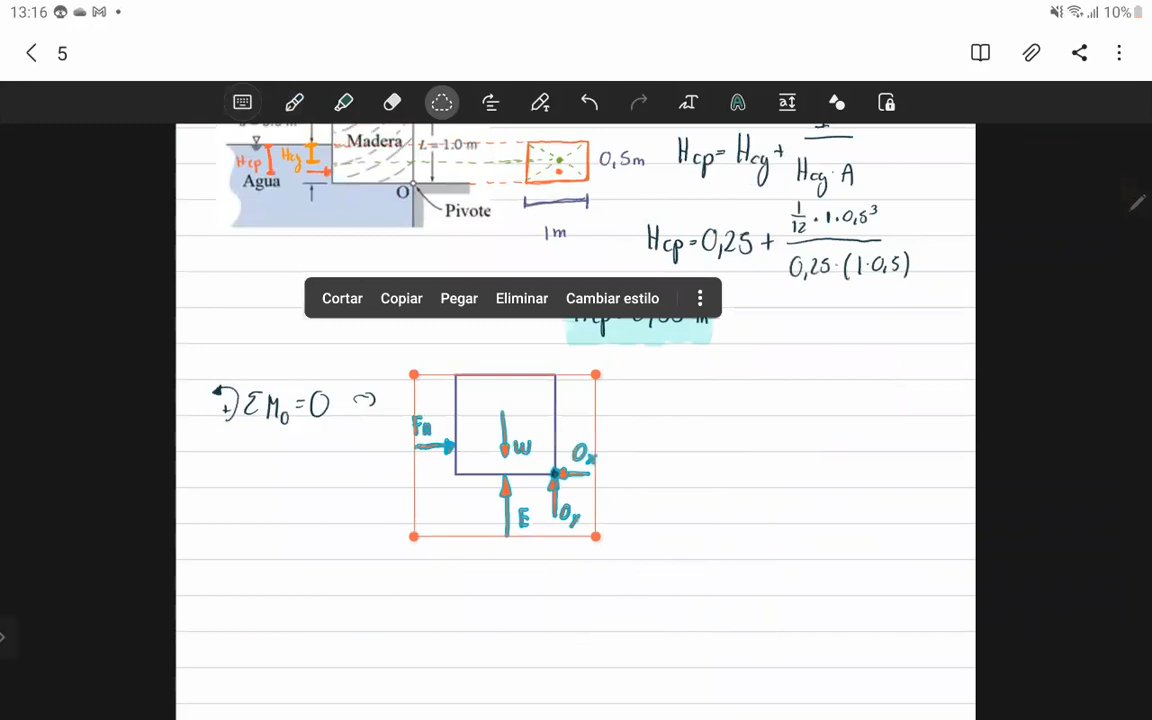 13:16
10%
5
Madera
L = 1.0 m
Hcp
Hcg
Agua
O
Pivote
0,5m
1m
Hcp = Hcg +
Hcg · A
Hcp = 0,25 + 1/12 · 1 · 0,5³
0,25 · (1·0,5)
Cortar Copiar Pegar Eliminar Cambiar estilo
ΣM₀ = 0
W
Ox
E
Oy